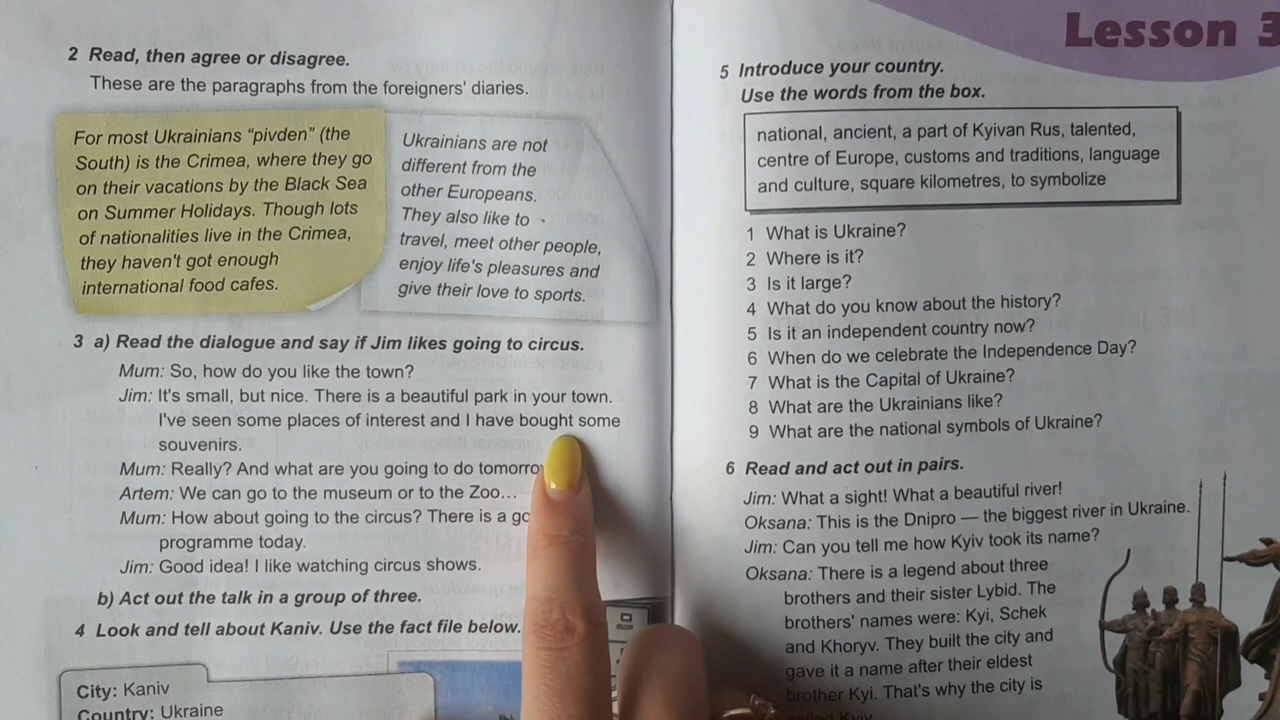 2 Read, then agree or disagree.
These are the paragraphs from the foreigners' diaries.
For most Ukrainians "pivden" (the
South) is the Crimea, where they go
on their vacations by the Black Sea
on Summer Holidays. Though lots
of nationalities live in the Crimea,
they haven't got enough
international food cafes.
Ukrainians are not
different from the
other Europeans.
They also like to
travel, meet other people,
enjoy life's pleasures and
give their love to sports.
3 a) Read the dialogue and say if Jim likes going to circus.
Mum: So, how do you like the town?
Jim: It's small, but nice. There is a beautiful park in your town.
I've seen some places of interest and I have bought some
souvenirs.
Mum: Really? And what are you going to do
Artem: We can go to the museum or to the Zoo...
Mum: How about going to the circus? There is a
programme today.
Jim: Good idea! I like watching circus shows.
b) Act out the talk in a group of three.
4 Look and tell about Kaniv. Use the fact file below.
City: Kaniv
Country: Ukraine
Lesson 3
5 Introduce your country.
Use the words from the box.
national, ancient, a part of Kyivan Rus, talented,
centre of Europe, customs and traditions, language
and culture, square kilometres, to symbolize
1 What is Ukraine?
2 Where is it?
3 Is it large?
4 What do you know about the history?
5 Is it an independent country now?
6 When do we celebrate the Independence Day?
7 What is the Capital of Ukraine?
8 What are the Ukrainians like?
9 What are the national symbols of Ukraine?
6 Read and act out in pairs.
Jim: What a sight! What a beautiful river!
Oksana: This is the Dnipro — the biggest river in Ukraine.
Jim: Can you tell me how Kyiv took its name?
Oksana: There is a legend about three
brothers and their sister Lybid. The
brothers' names were: Kyi, Schek
and Khoryv. They built the city and
gave it a name after their eldest
brother Kyi. That's why the city is
called Kyiv